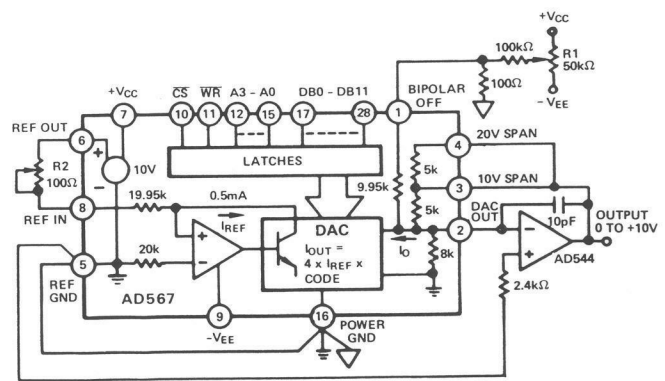 +VCC
100kΩ
R1
50kΩ
100Ω
-VEE
+VCC
CS WR A3 - A0 DB0 - DB11
BIPOLAR
OFF
REF OUT
7 10 11 12 15 17 28 1
6
4 20V SPAN
R2
100Ω
+
-
10V
LATCHES
5k
9.95k
3 10V SPAN
REF IN
8
19.95k
0.5mA
IREF
5k
DAC
OUT
10pF
OUTPUT
0 TO +10V
DAC
IOUT =
4 x IREF x
CODE
2
IO
8k
+
-
-
+
AD544
5
20k
REF
GND
AD567
2.4kΩ
9
-VEE
16
POWER
GND